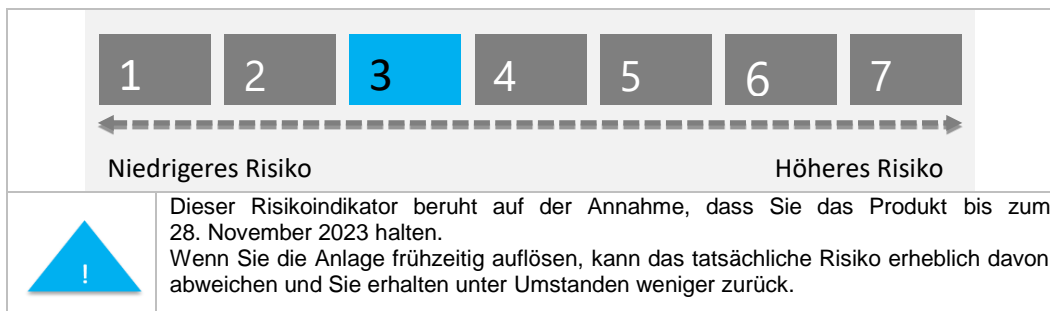 1 2 3 4 5 6 7
Niedrigeres Risiko Höheres Risiko
Dieser Risikoindikator beruht auf der Annahme, dass Sie das Produkt bis zum
28. November 2023 halten.
Wenn Sie die Anlage frühzeitig auflösen, kann das tatsächliche Risiko erheblich davon
abweichen und Sie erhalten unter Umstanden weniger zurück.
!